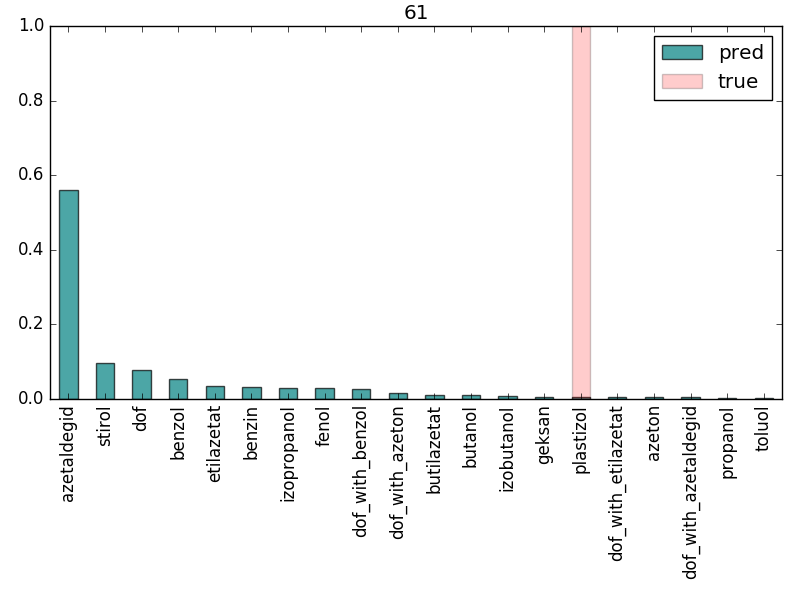 61
1.0
0.8
0.6
0.4
0.2
0.0
pred
true
azetaldegid
stirol
dof
benzol
etilazetat
benzin
izopropanol
fenol
dof_with_benzol
dof_with_azeton
butilazetat
butanol
izobutanol
geksan
plastizol
dof_with_etilazetat
azeton
dof_with_azetaldegid
propanol
toluol